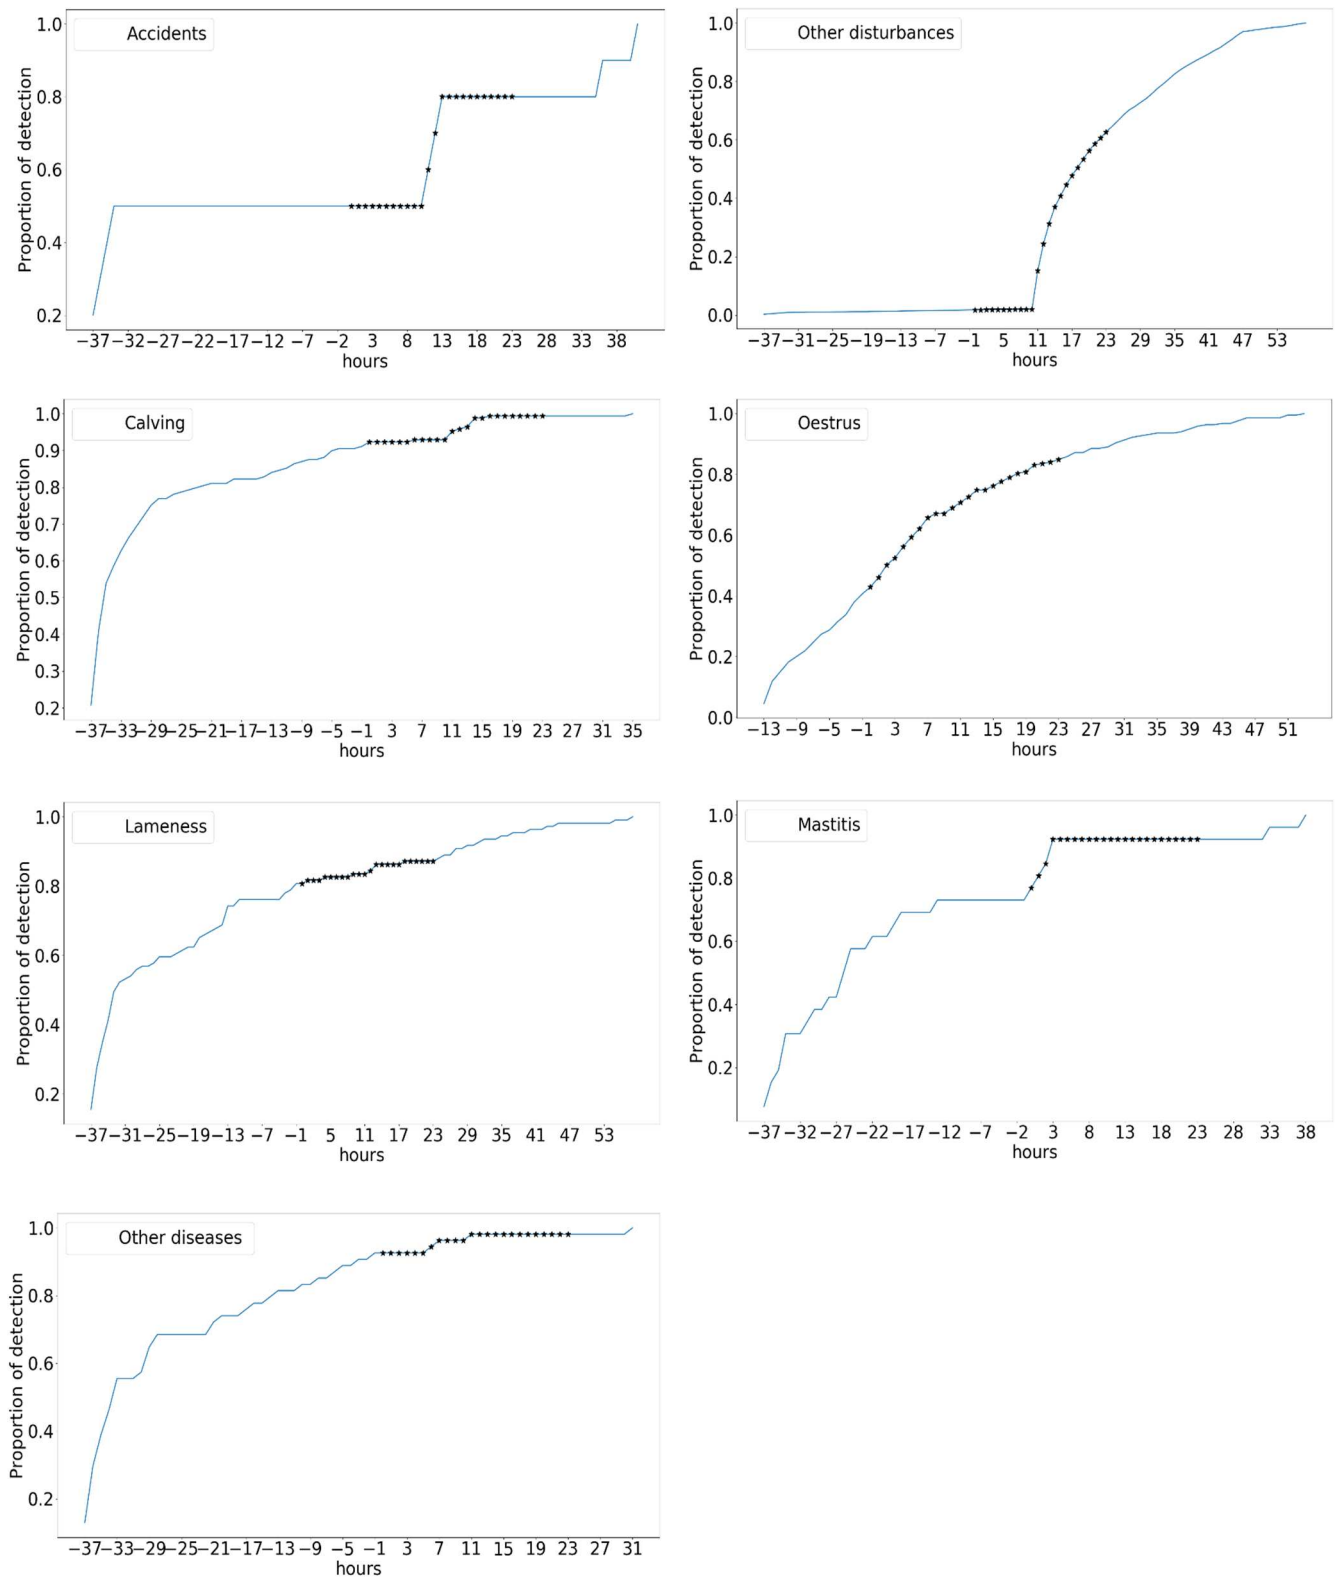 Accidents
Proportion of detection
1.0
0.8
0.6
0.4
0.2
−37 −32 −27 −22 −17 −12 −7 −2 3 8 13 18 23 28 33 38
hours
Other disturbances
Proportion of detection
1.0
0.8
0.6
0.4
0.2
0.0
−37 −31 −25 −19 −13 −7 −1 5 11 17 23 29 35 41 47 53
hours
Calving
Proportion of detection
1.0
0.9
0.8
0.7
0.6
0.5
0.4
0.3
0.2
−37 −33 −29 −25 −21 −17 −13 −9 −5 −1 3 7 11 15 19 23 27 31 35
hours
Oestrus
Proportion of detection
1.0
0.8
0.6
0.4
0.2
0.0
−13 −9 −5 −1 3 7 11 15 19 23 27 31 35 39 43 47 51
hours
Lameness
Proportion of detection
1.0
0.8
0.6
0.4
0.2
−37 −31 −25 −19 −13 −7 −1 5 11 17 23 29 35 41 47 53
hours
Mastitis
Proportion of detection
1.0
0.8
0.6
0.4
0.2
−37 −32 −27 −22 −17 −12 −7 −2 3 8 13 18 23 28 33 38
hours
Other diseases
Proportion of detection
1.0
0.8
0.6
0.4
0.2
−37 −33 −29 −25 −21 −17 −13 −9 −5 −1 3 7 11 15 19 23 27 31
hours